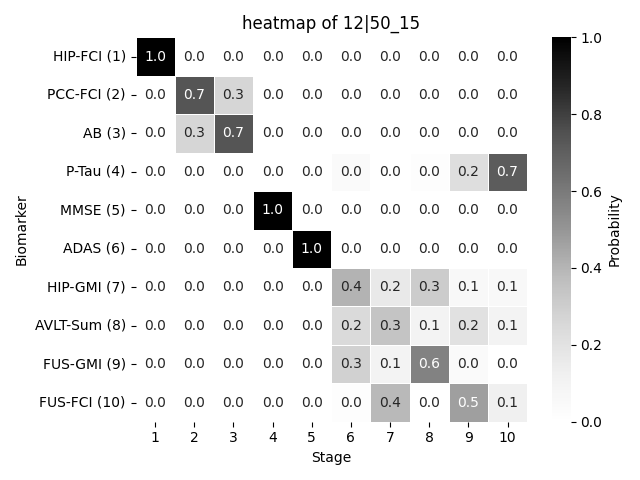 heatmap of 12|50_15
HIP-FCI (1) 1.0 0.0 0.0 0.0 0.0 0.0 0.0 0.0 0.0 0.0
PCC-FCI (2) 0.0 0.7 0.3 0.0 0.0 0.0 0.0 0.0 0.0 0.0
AB (3) 0.0 0.3 0.7 0.0 0.0 0.0 0.0 0.0 0.0 0.0
P-Tau (4) 0.0 0.0 0.0 0.0 0.0 0.0 0.0 0.0 0.2 0.7
MMSE (5) 0.0 0.0 0.0 1.0 0.0 0.0 0.0 0.0 0.0 0.0
ADAS (6) 0.0 0.0 0.0 0.0 1.0 0.0 0.0 0.0 0.0 0.0
HIP-GMI (7) 0.0 0.0 0.0 0.0 0.0 0.4 0.2 0.3 0.1 0.1
AVLT-Sum (8) 0.0 0.0 0.0 0.0 0.0 0.2 0.3 0.1 0.2 0.1
FUS-GMI (9) 0.0 0.0 0.0 0.0 0.0 0.3 0.1 0.6 0.0 0.0
FUS-FCI (10) 0.0 0.0 0.0 0.0 0.0 0.0 0.4 0.0 0.5 0.1
1 2 3 4 5 6 7 8 9 10
Stage
Biomarker
1.0
0.8
0.6
0.4
0.2
0.0
Probability